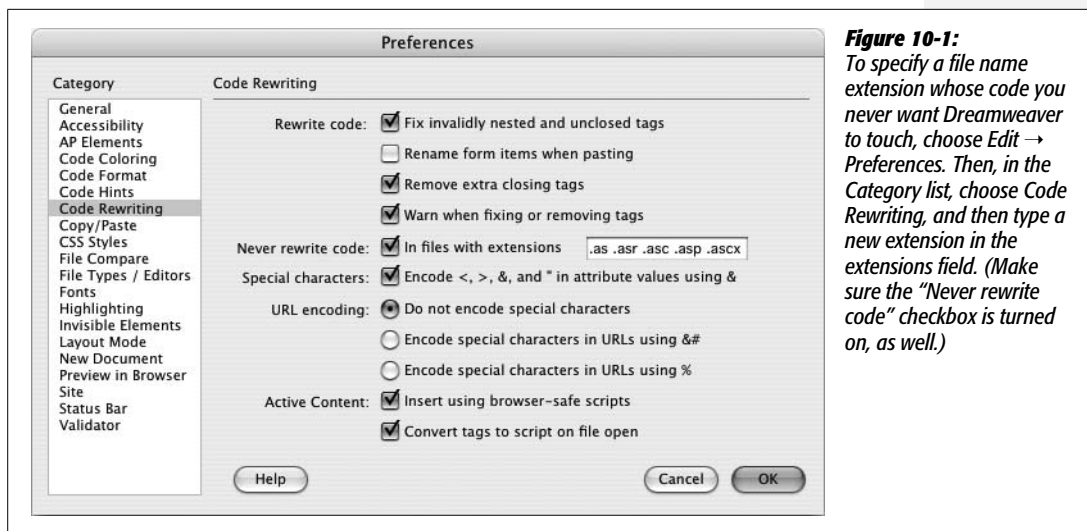 Preferences
Category
General
Accessibility
AP Elements
Code Coloring
Code Format
Code Hints
Code Rewriting
Copy/Paste
CSS Styles
File Compare
File Types / Editors
Fonts
Highlighting
Invisible Elements
Layout Mode
New Document
Preview in Browser
Site
Status Bar
Validator
Code Rewriting
Rewrite code: Fix invalidly nested and unclosed tags
Rename form items when pasting
Remove extra closing tags
Warn when fixing or removing tags
Never rewrite code: In files with extensions .as .asr .asc .asp .ascx
Special characters: Encode <, >, &, and " in attribute values using &
URL encoding: Do not encode special characters
Encode special characters in URLs using &#
Encode special characters in URLs using %
Active Content: Insert using browser-safe scripts
Convert tags to script on file open
Help
Cancel
OK
Figure 10-1:
To specify a file name
extension whose code you
never want Dreamweaver
to touch, choose Edit →
Preferences. Then, in the
Category list, choose Code
Rewriting, and then type a
new extension in the
extensions field. (Make
sure the “Never rewrite
code” checkbox is turned
on, as well.)